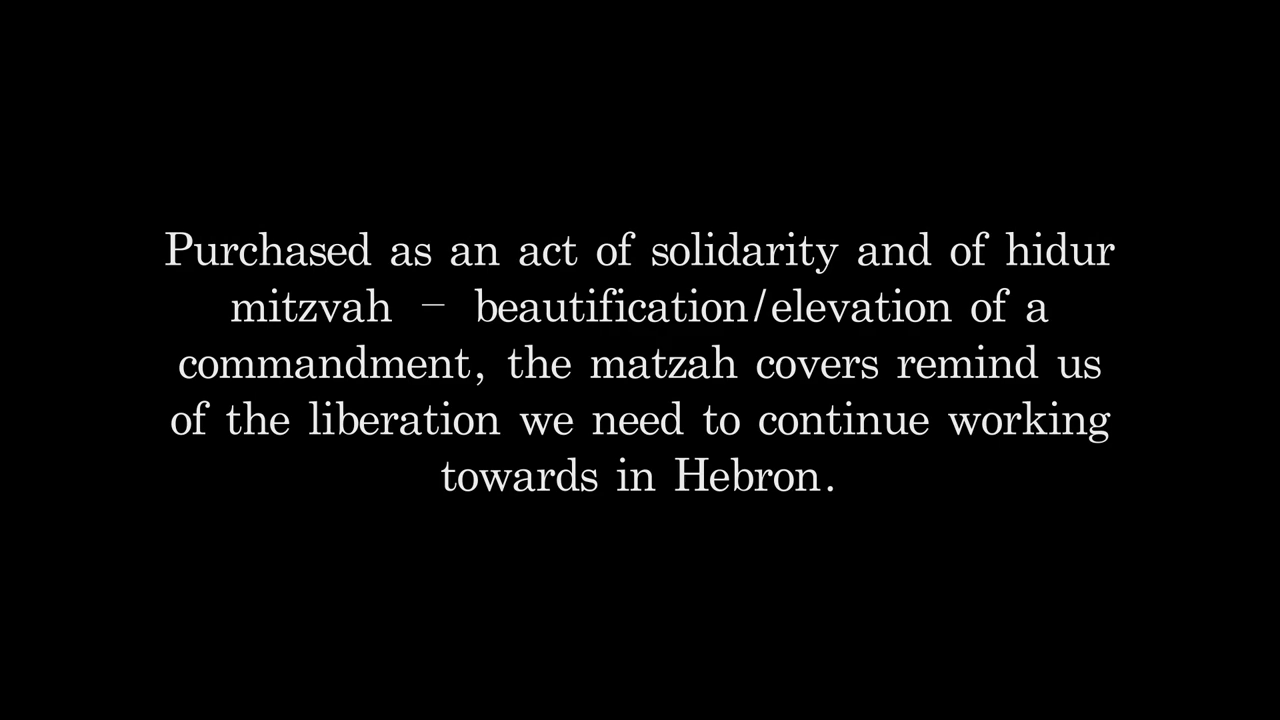 Purchased as an act of solidarity and of hidur
mitzvah – beautification/elevation of a
commandment, the matzah covers remind us
of the liberation we need to continue working
towards in Hebron.